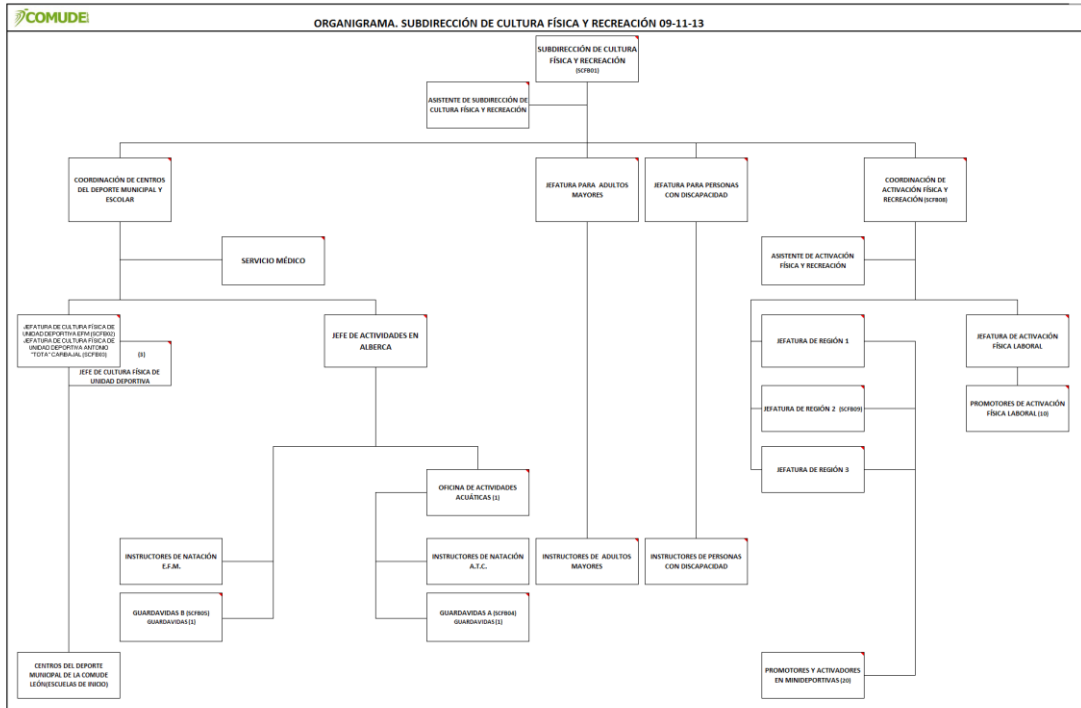 COMUDE
ORGANIGRAMA. SUBDIRECCIÓN DE CULTURA FÍSICA Y RECREACIÓN 09-11-13
SUBDIRECCIÓN DE CULTURA
FÍSICA Y RECREACIÓN
(SCFB01)
ASISTENTE DE SUBDIRECCIÓN DE
CULTURA FÍSICA Y RECREACIÓN
COORDINACIÓN DE CENTROS
DEL DEPORTE MUNICIPAL Y
ESCOLAR
JEFATURA PARA ADULTOS
MAYORES
JEFATURA PARA PERSONAS
CON DISCAPACIDAD
COORDINACIÓN DE
ACTIVACIÓN FÍSICA Y
RECREACIÓN (SCFB08)
SERVICIO MÉDICO
ASISTENTE DE ACTIVACIÓN
FÍSICA Y RECREACIÓN
JEFATURA DE CULTURA FÍSICA DE
UNIDAD DEPORTIVA EFM (SCFB02)
JEFATURA DE CULTURA FÍSICA DE
UNIDAD DEPORTIVA ANTONIO
"TOTA" CARBAJAL (SCFB03)
(3)
JEFE DE CULTURA FÍSICA DE
UNIDAD DEPORTIVA
JEFE DE ACTIVIDADES EN
ALBERCA
JEFATURA DE REGIÓN 1
JEFATURA DE ACTIVACIÓN
FÍSICA LABORAL
JEFATURA DE REGIÓN 2 (SCFB09)
PROMOTORES DE ACTIVACIÓN
FÍSICA LABORAL (10)
JEFATURA DE REGIÓN 3
OFICINA DE ACTIVIDADES
ACUÁTICAS (1)
INSTRUCTORES DE NATACIÓN
E.F.M.
INSTRUCTORES DE NATACIÓN
A.T.C.
INSTRUCTORES DE ADULTOS
MAYORES
INSTRUCTORES DE PERSONAS
CON DISCAPACIDAD
GUARDAVIDAS B (SCFB05)
GUARDAVIDAS (1)
GUARDAVIDAS A (SCFB04)
GUARDAVIDAS (1)
CENTROS DEL DEPORTE
MUNICIPAL DE LA COMUDE
LEÓN(ESCUELAS DE INICIO)
PROMOTORES Y ACTIVADORES
EN MINIDEPORTIVAS (20)